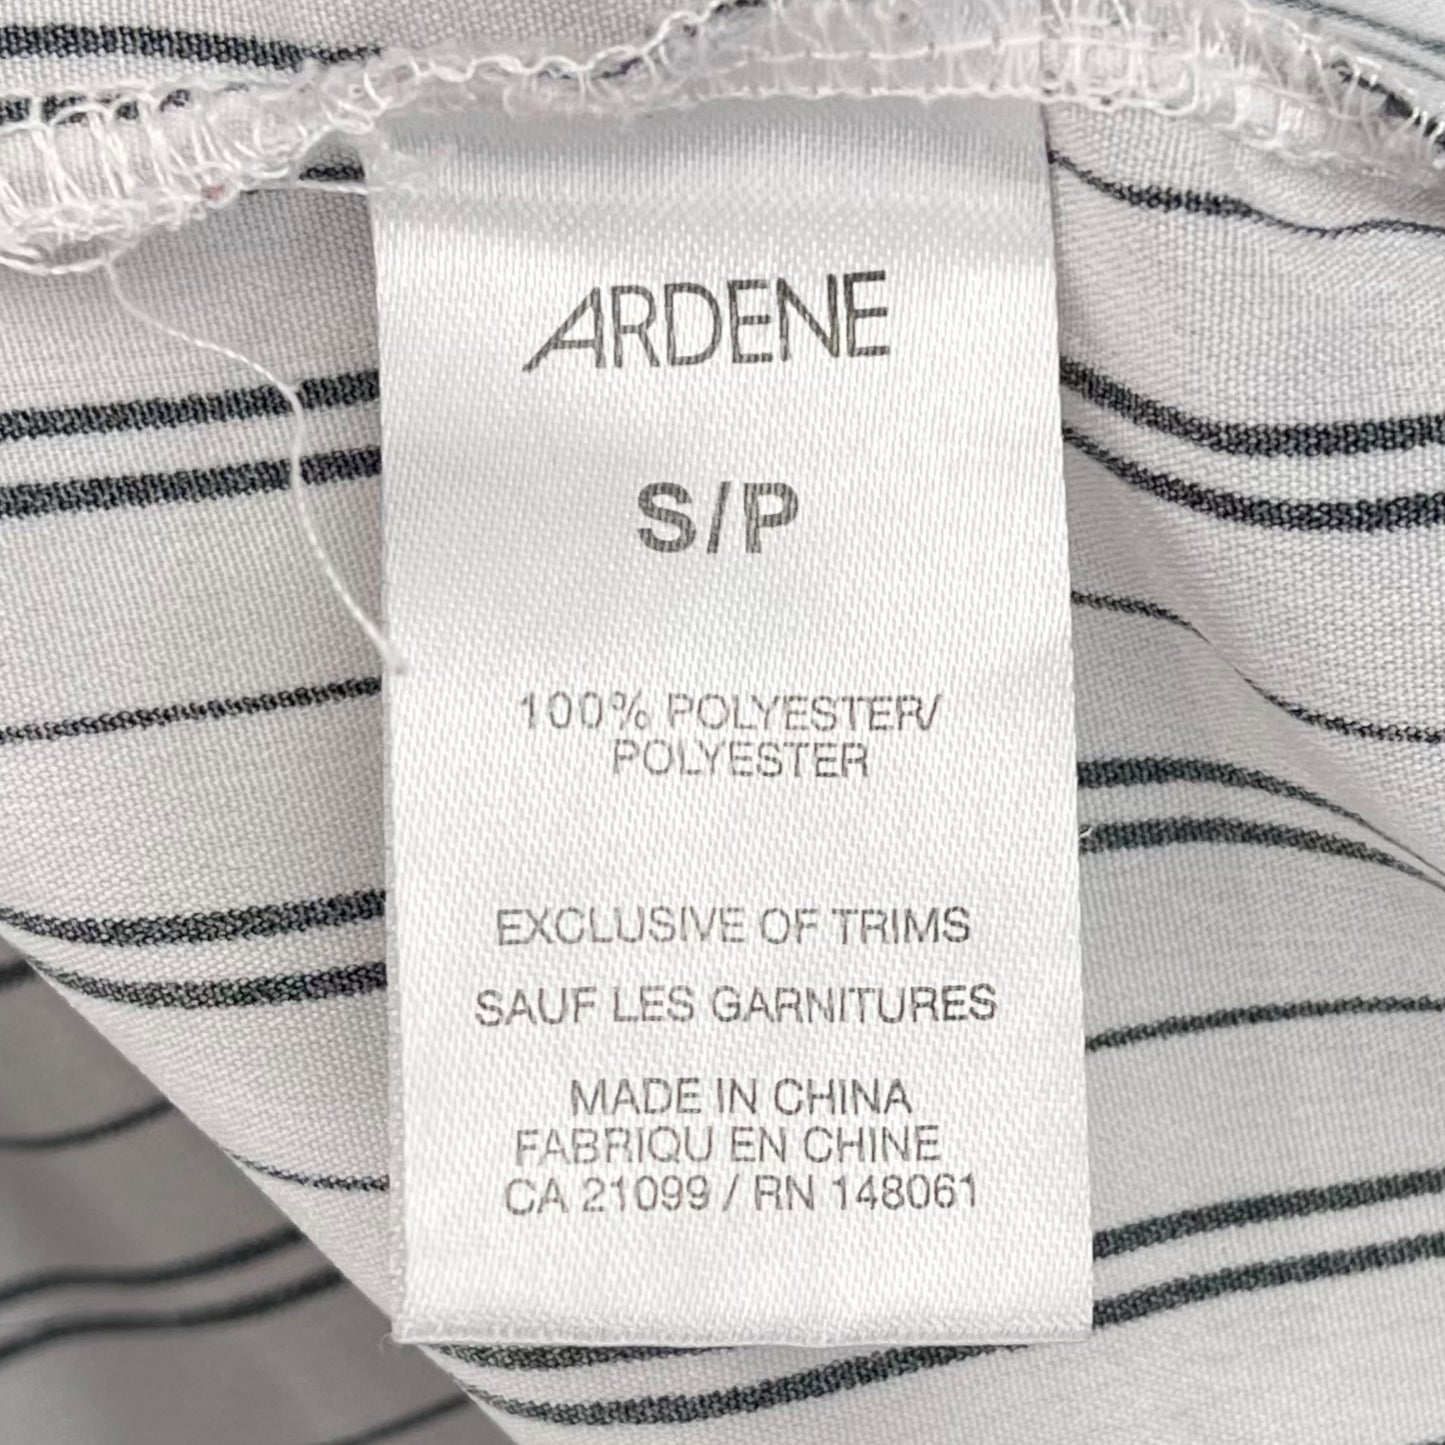 ARDENE
S/P
100% POLYESTER/
POLYESTER
EXCLUSIVE OF TRIMS
SAUF LES GARNITURES
MADE IN CHINA
FABRIQU EN CHINE
CA 21099 / RN 148061